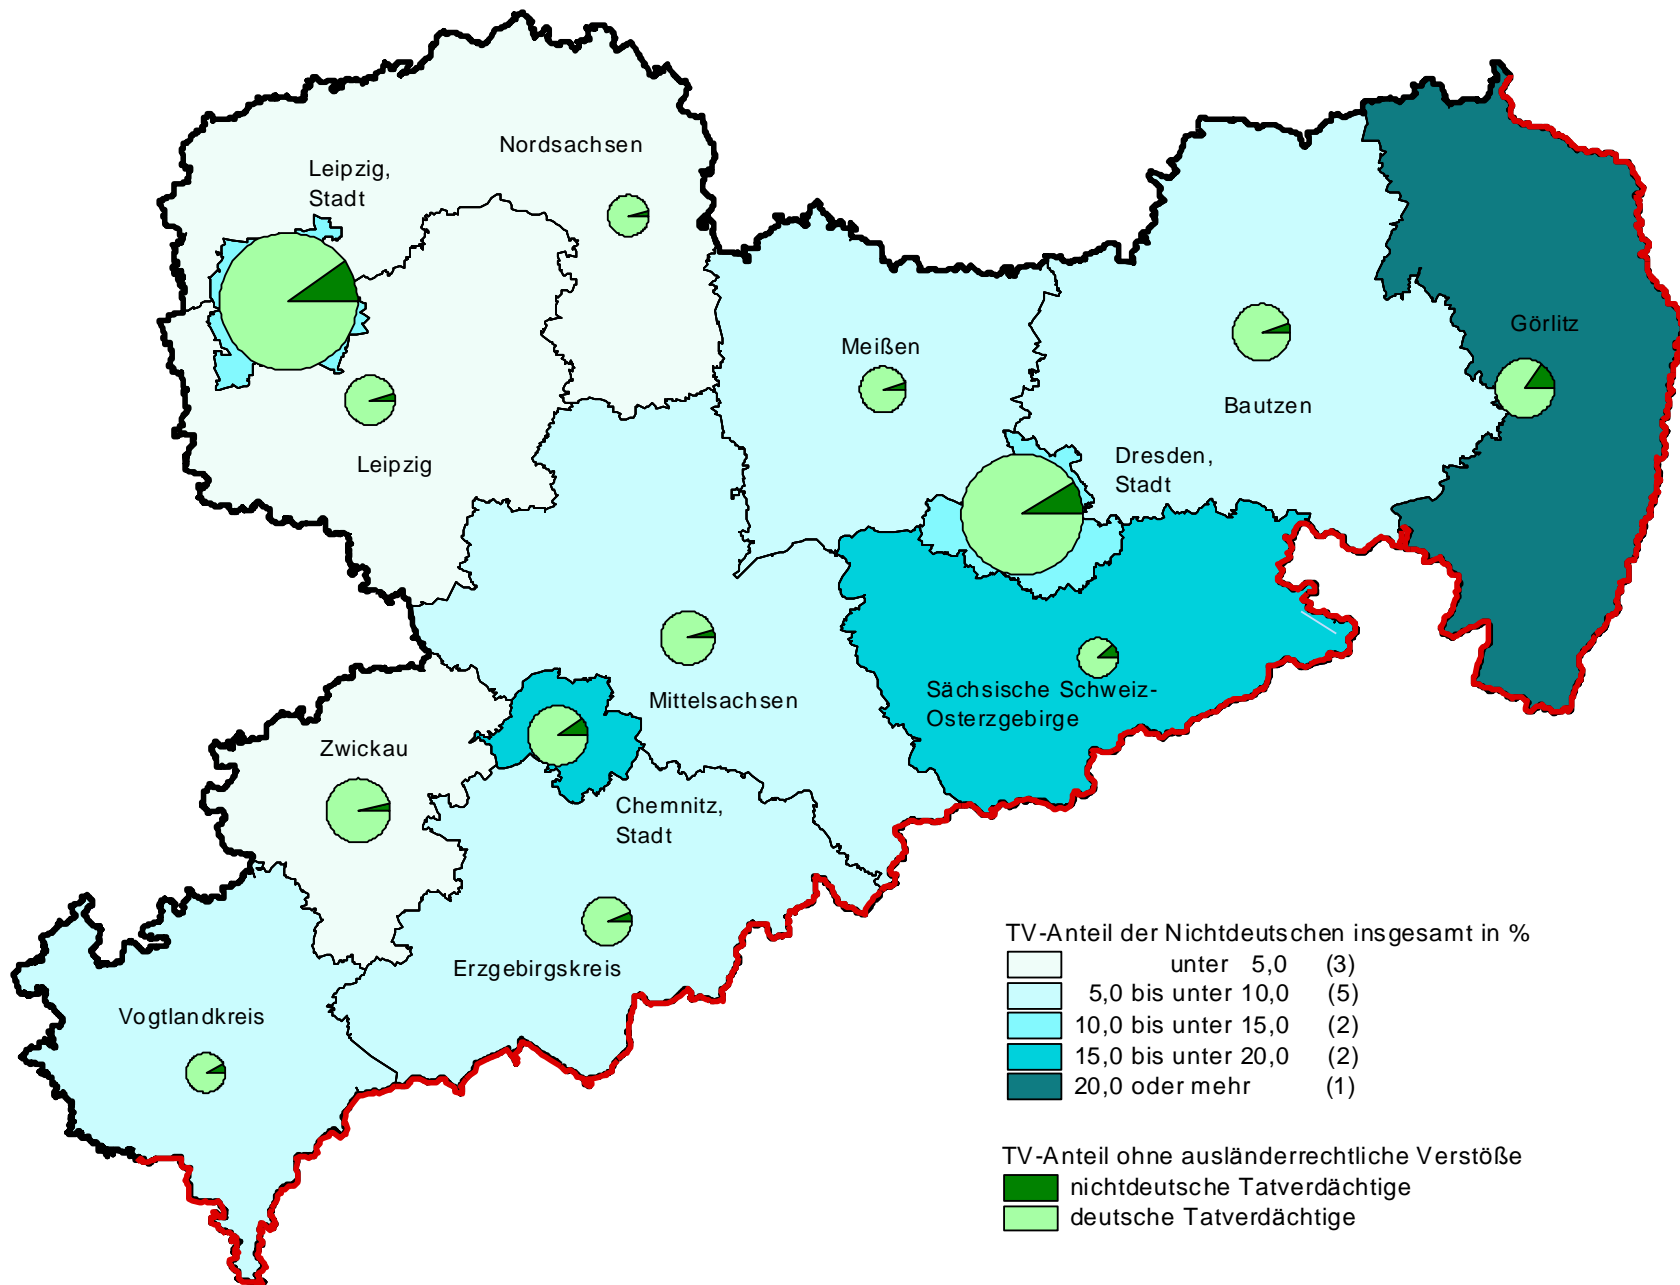 Nordsachsen
Leipzig,
Stadt
Görlitz
Meißen
Bautzen
Leipzig
Dresden,
Stadt
Sächsische Schweiz-
Osterzgebirge
Mittelsachsen
Zwickau
Chemnitz,
Stadt
Erzgebirgskreis
Vogtlandkreis
TV-Anteil der Nichtdeutschen insgesamt in %
unter 5,0 (3)
5,0 bis unter 10,0 (5)
10,0 bis unter 15,0 (2)
15,0 bis unter 20,0 (2)
20,0 oder mehr (1)
TV-Anteil ohne ausländerrechtliche Verstöße
nichtdeutsche Tatverdächtige
deutsche Tatverdächtige